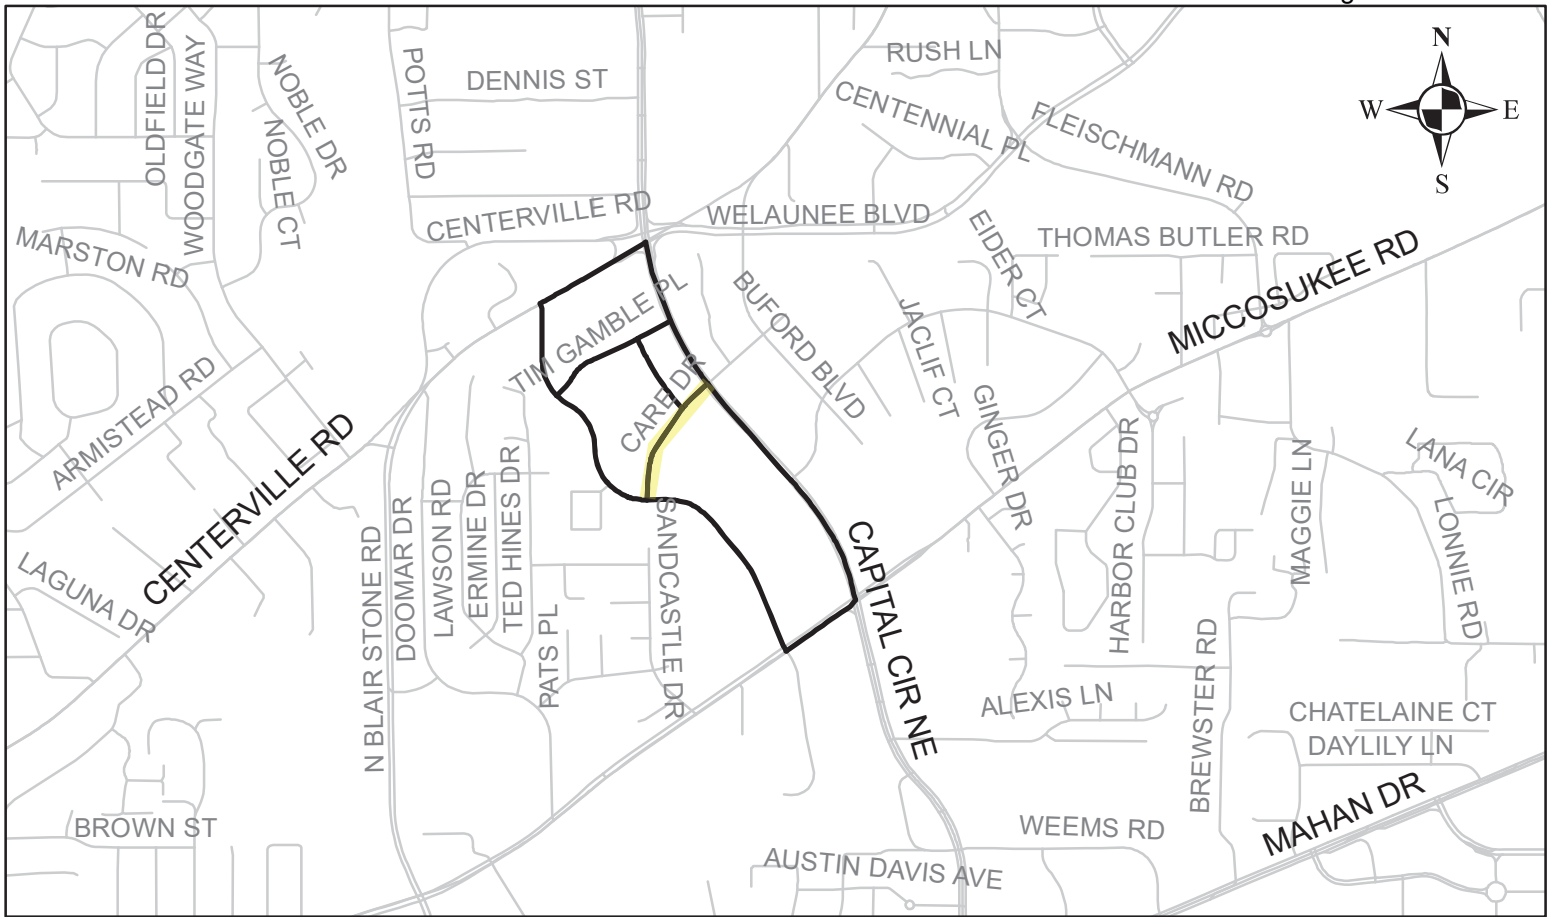 N
W
E
S
OLDFIELD DR
WOODGATE WAY
NOBLE DR
NOBLE CT
POTTS RD
DENNIS ST
RUSH LN
CENTENNIAL PL
FLEISCHMANN RD
CENTERVILLE RD
WELAUNEE BLVD
EIDER CT
THOMAS BUTLER RD
MICCOSUKEE RD
MARSTON RD
TIM GAMBLE PL
BUFORD BLVD
JACLIF CT
CARE DR
GINGER DR
ARMISTEAD RD
CENTERVILLE RD
LAGUNA DR
N BLAIR STONE RD
DOOMAR DR
LAWSON RD
ERMINE DR
TED HINES DR
PATS PL
SANDCASTLE DR
CAPITAL CIR NE
HARBOR CLUB DR
MAGGIE LN
LANA CIR
LONNIE RD
BREWSTER RD
ALEXIS LN
CHATELAINE CT
DAYLILY LN
MAHAN DR
BROWN ST
WEEMS RD
AUSTIN DAVIS AVE